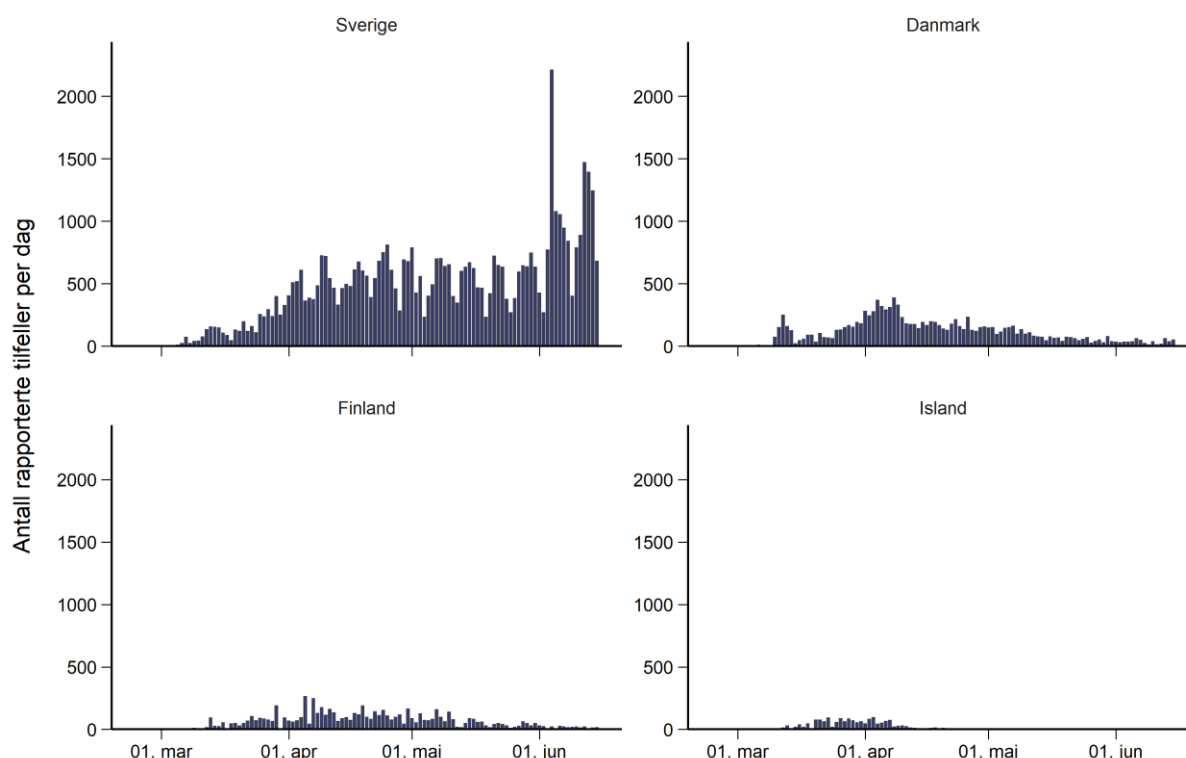 Sverige
Danmark
2000
1500
1000
500
0
2000
1500
1000
500
0
Antall rapporterte tilfeller per dag
Finland
Island
2000
1500
1000
500
0
2000
1500
1000
500
0
01. mar
01. apr
01. mai
01. jun
01. mar
01. apr
01. mai
01. jun